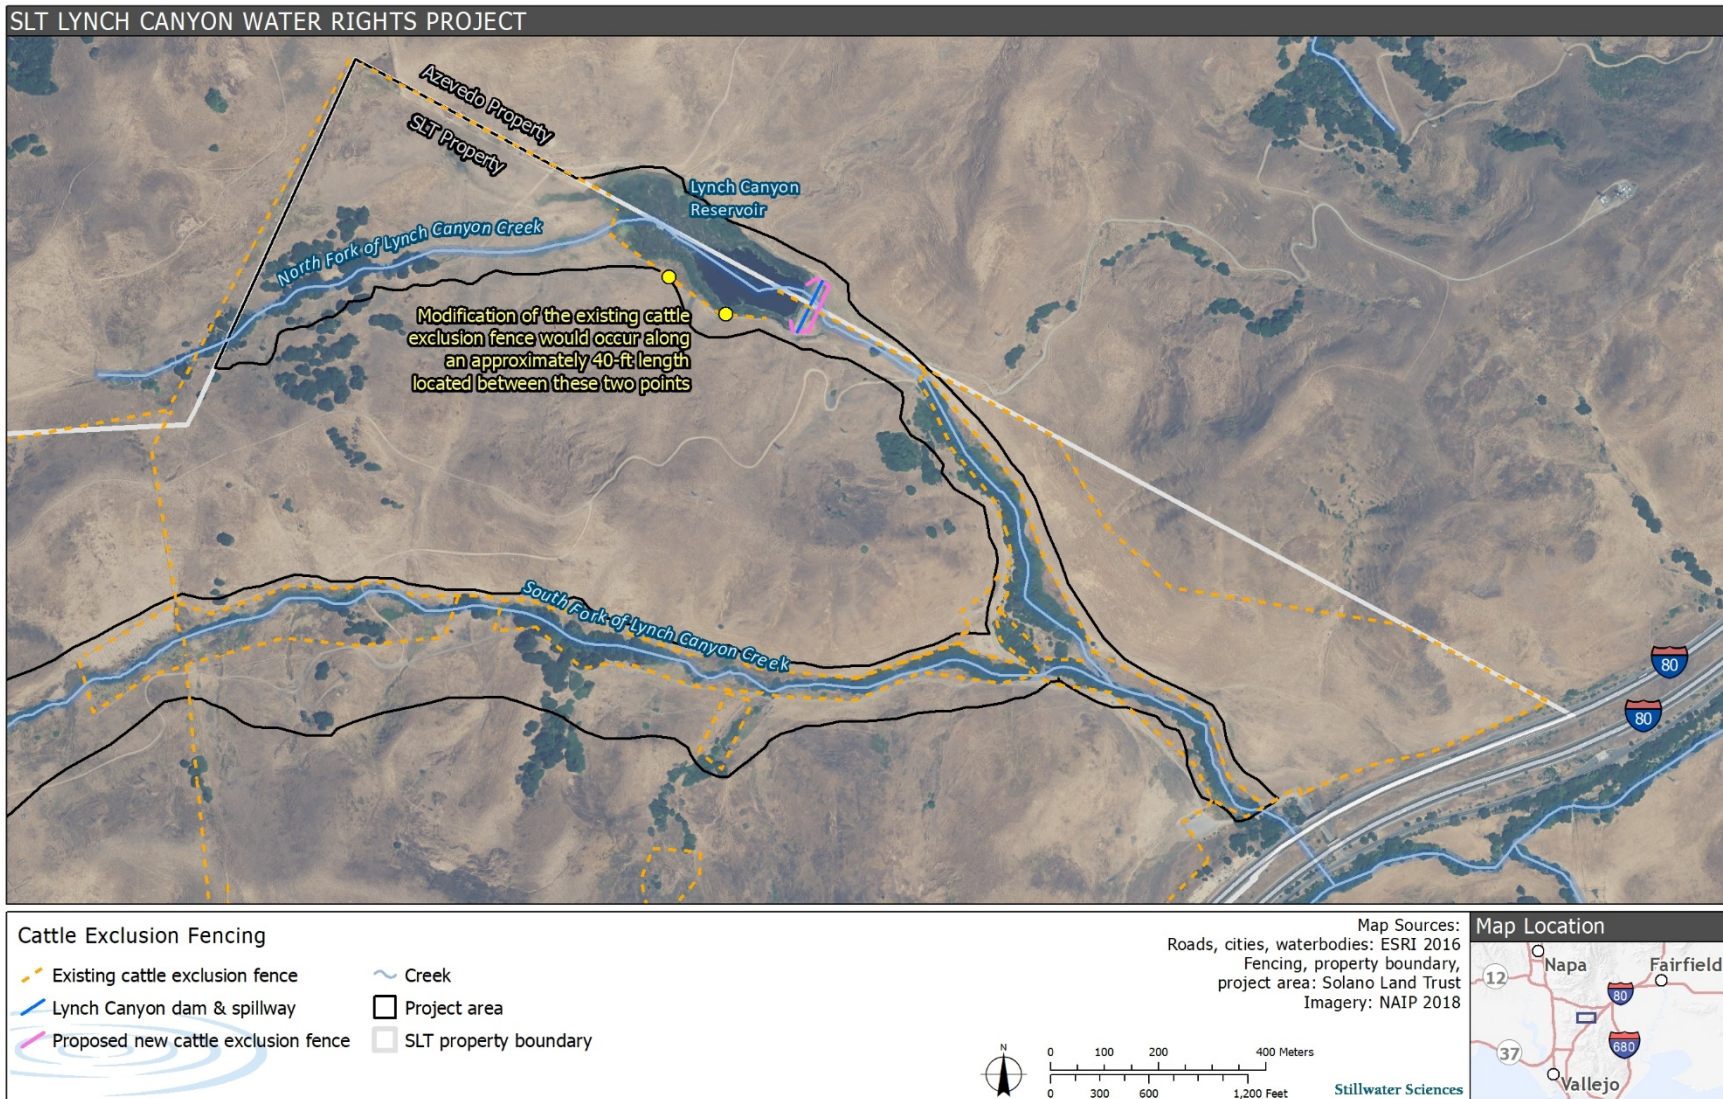 SLT LYNCH CANYON WATER RIGHTS PROJECT
Azevedo Property
SLT Property
Lynch Canyon
Reservoir
North Fork of Lynch Canyon Creek
Modification of the existing cattle
exclusion fence would occur along
an approximately 40-ft length
located between these two points
South Fork of Lynch Canyon Creek
80
80
Cattle Exclusion Fencing
Existing cattle exclusion fence
Lynch Canyon dam & spillway
Proposed new cattle exclusion fence
Creek
Project area
SLT property boundary
Map Sources:
Roads, cities, waterbodies: ESRI 2016
Fencing, property boundary,
project area: Solano Land Trust
Imagery: NAIP 2018
N
0 100 200 400 Meters
0 300 600 1,200 Feet
Stillwater Sciences
Map Location
Napa
Fairfield
12
80
37
680
Vallejo